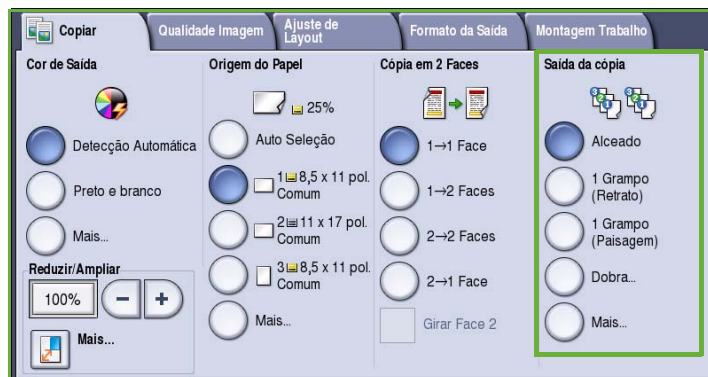 Copiar
Qualidade Imagem
Ajuste de
Layout
Formato da Saída
Montagem Trabalho
Cor de Saída
Detecção Automática
Preto e branco
Mais...
Reduzir/Ampliar
100%
Mais...
Origem do Papel
25%
Auto Seleção
1 8,5 x 11 pol.
Comum
2 11 x 17 pol.
Comum
3 8,5 x 11 pol.
Comum
Mais...
Cópia em 2 Faces
1→1 Face
1→2 Faces
2→2 Faces
2→1 Face
Girar Face 2
Saída da cópia
Alceado
1 Grampo
(Retrato)
1 Grampo
(Paisagem)
Dobra...
Mais...